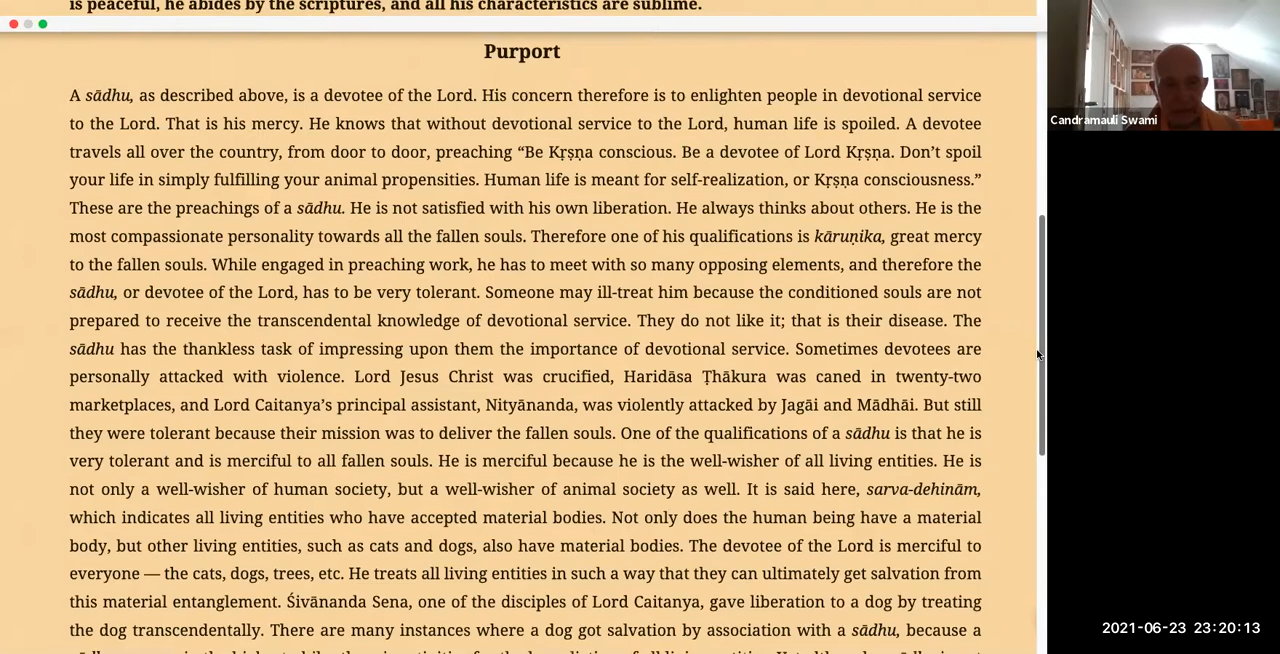 is peaceful, he abides by the scriptures, and all his characteristics are sublime.
Purport
A sādhu, as described above, is a devotee of the Lord. His concern therefore is to enlighten people in devotional service
to the Lord. That is his mercy. He knows that without devotional service to the Lord, human life is spoiled. A devotee
travels all over the country, from door to door, preaching “Be Kṛṣṇa conscious. Be a devotee of Lord Kṛṣṇa. Don’t spoil
your life in simply fulfilling your animal propensities. Human life is meant for self-realization, or Kṛṣṇa consciousness.”
These are the preachings of a sādhu. He is not satisfied with his own liberation. He always thinks about others. He is the
most compassionate personality towards all the fallen souls. Therefore one of his qualifications is kāruṇika, great mercy
to the fallen souls. While engaged in preaching work, he has to meet with so many opposing elements, and therefore the
sādhu, or devotee of the Lord, has to be very tolerant. Someone may ill-treat him because the conditioned souls are not
prepared to receive the transcendental knowledge of devotional service. They do not like it; that is their disease. The
sādhu has the thankless task of impressing upon them the importance of devotional service. Sometimes devotees are
personally attacked with violence. Lord Jesus Christ was crucified, Haridāsa Ṭhākura was caned in twenty-two
marketplaces, and Lord Caitanya’s principal assistant, Nityānanda, was violently attacked by Jagāi and Mādhāi. But still
they were tolerant because their mission was to deliver the fallen souls. One of the qualifications of a sādhu is that he is
very tolerant and is merciful to all fallen souls. He is merciful because he is the well-wisher of all living entities. He is
not only a well-wisher of human society, but a well-wisher of animal society as well. It is said here, sarva-dehinām,
which indicates all living entities who have accepted material bodies. Not only does the human being have a material
body, but other living entities, such as cats and dogs, also have material bodies. The devotee of the Lord is merciful to
everyone — the cats, dogs, trees, etc. He treats all living entities in such a way that they can ultimately get salvation from
this material entanglement. Śivānanda Sena, one of the disciples of Lord Caitanya, gave liberation to a dog by treating
the dog transcendentally. There are many instances where a dog got salvation by association with a sādhu, because a
Candramauli Swami
2021-06-23 23:20:13